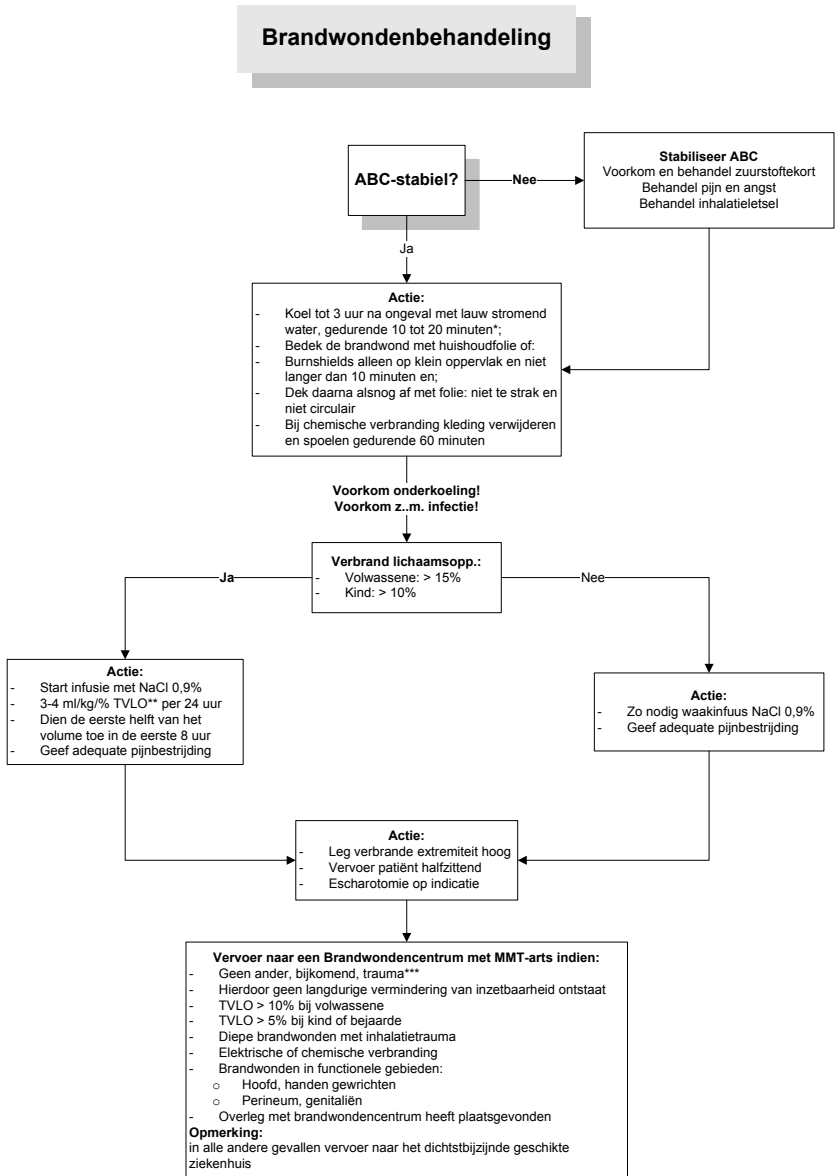 Brandwondenbehandeling
ABC-stabiel?
Nee
Stabiliseer ABC
Voorkom en behandel zuurstoftekort
Behandel pijn en angst
Behandel inhalatieletsel
Ja
Actie:
- Koel tot 3 uur na ongeval met lauw stromend
water, gedurende 10 tot 20 minuten*;
- Bedek de brandwond met huishoudfolie of:
- Burnshields alleen op klein oppervlak en niet
langer dan 10 minuten en;
- Dek daarna alsnog af met folie: niet te strak en
niet circulair
- Bij chemische verbranding kleding verwijderen
en spoelen gedurende 60 minuten
Voorkom onderkoeling!
Voorkom z..m. infectie!
Verbrand lichaamsopp.:
- Volwassene: > 15%
- Kind: > 10%
Ja
Nee
Actie:
- Start infusie met NaCl 0,9%
- 3-4 ml/kg/% TVLO** per 24 uur
- Dien de eerste helft van het
volume toe in de eerste 8 uur
- Geef adequate pijnbestrijding
Actie:
- Zo nodig waakinfuus NaCl 0,9%
- Geef adequate pijnbestrijding
Actie:
- Leg verbrande extremiteit hoog
- Vervoer patiënt halfzittend
- Escharotomie op indicatie
Vervoer naar een Brandwondencentrum met MMT-arts indien:
- Geen ander, bijkomend, trauma***
- Hierdoor geen langdurige vermindering van inzetbaarheid ontstaat
- TVLO > 10% bij volwassene
- TVLO > 5% bij kind of bejaarde
- Diepe brandwonden met inhalatietrauma
- Elektrische of chemische verbranding
- Brandwonden in functionele gebieden:
o Hoofd, handen gewrichten
o Perineum, genitaliën
- Overleg met brandwondencentrum heeft plaatsgevonden
Opmerking:
in alle andere gevallen vervoer naar het dichtstbijzijnde geschikte
ziekenhuis